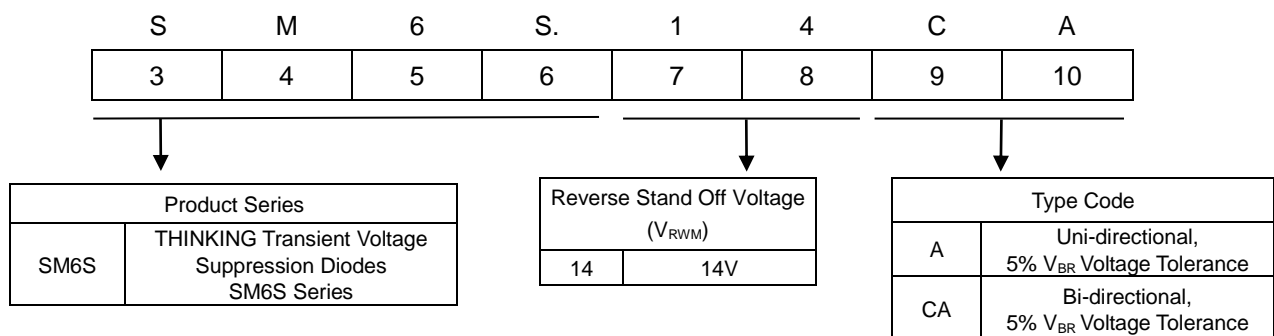 S M 6 S. 1 4 C A
3 4 5 6 7 8 9 10
Product Series
SM6S
THINKING Transient Voltage
Suppression Diodes
SM6S Series
Reverse Stand Off Voltage
(VRWM)
14 14V
Type Code
A
Uni-directional,
5% VBR Voltage Tolerance
CA
Bi-directional,
5% VBR Voltage Tolerance